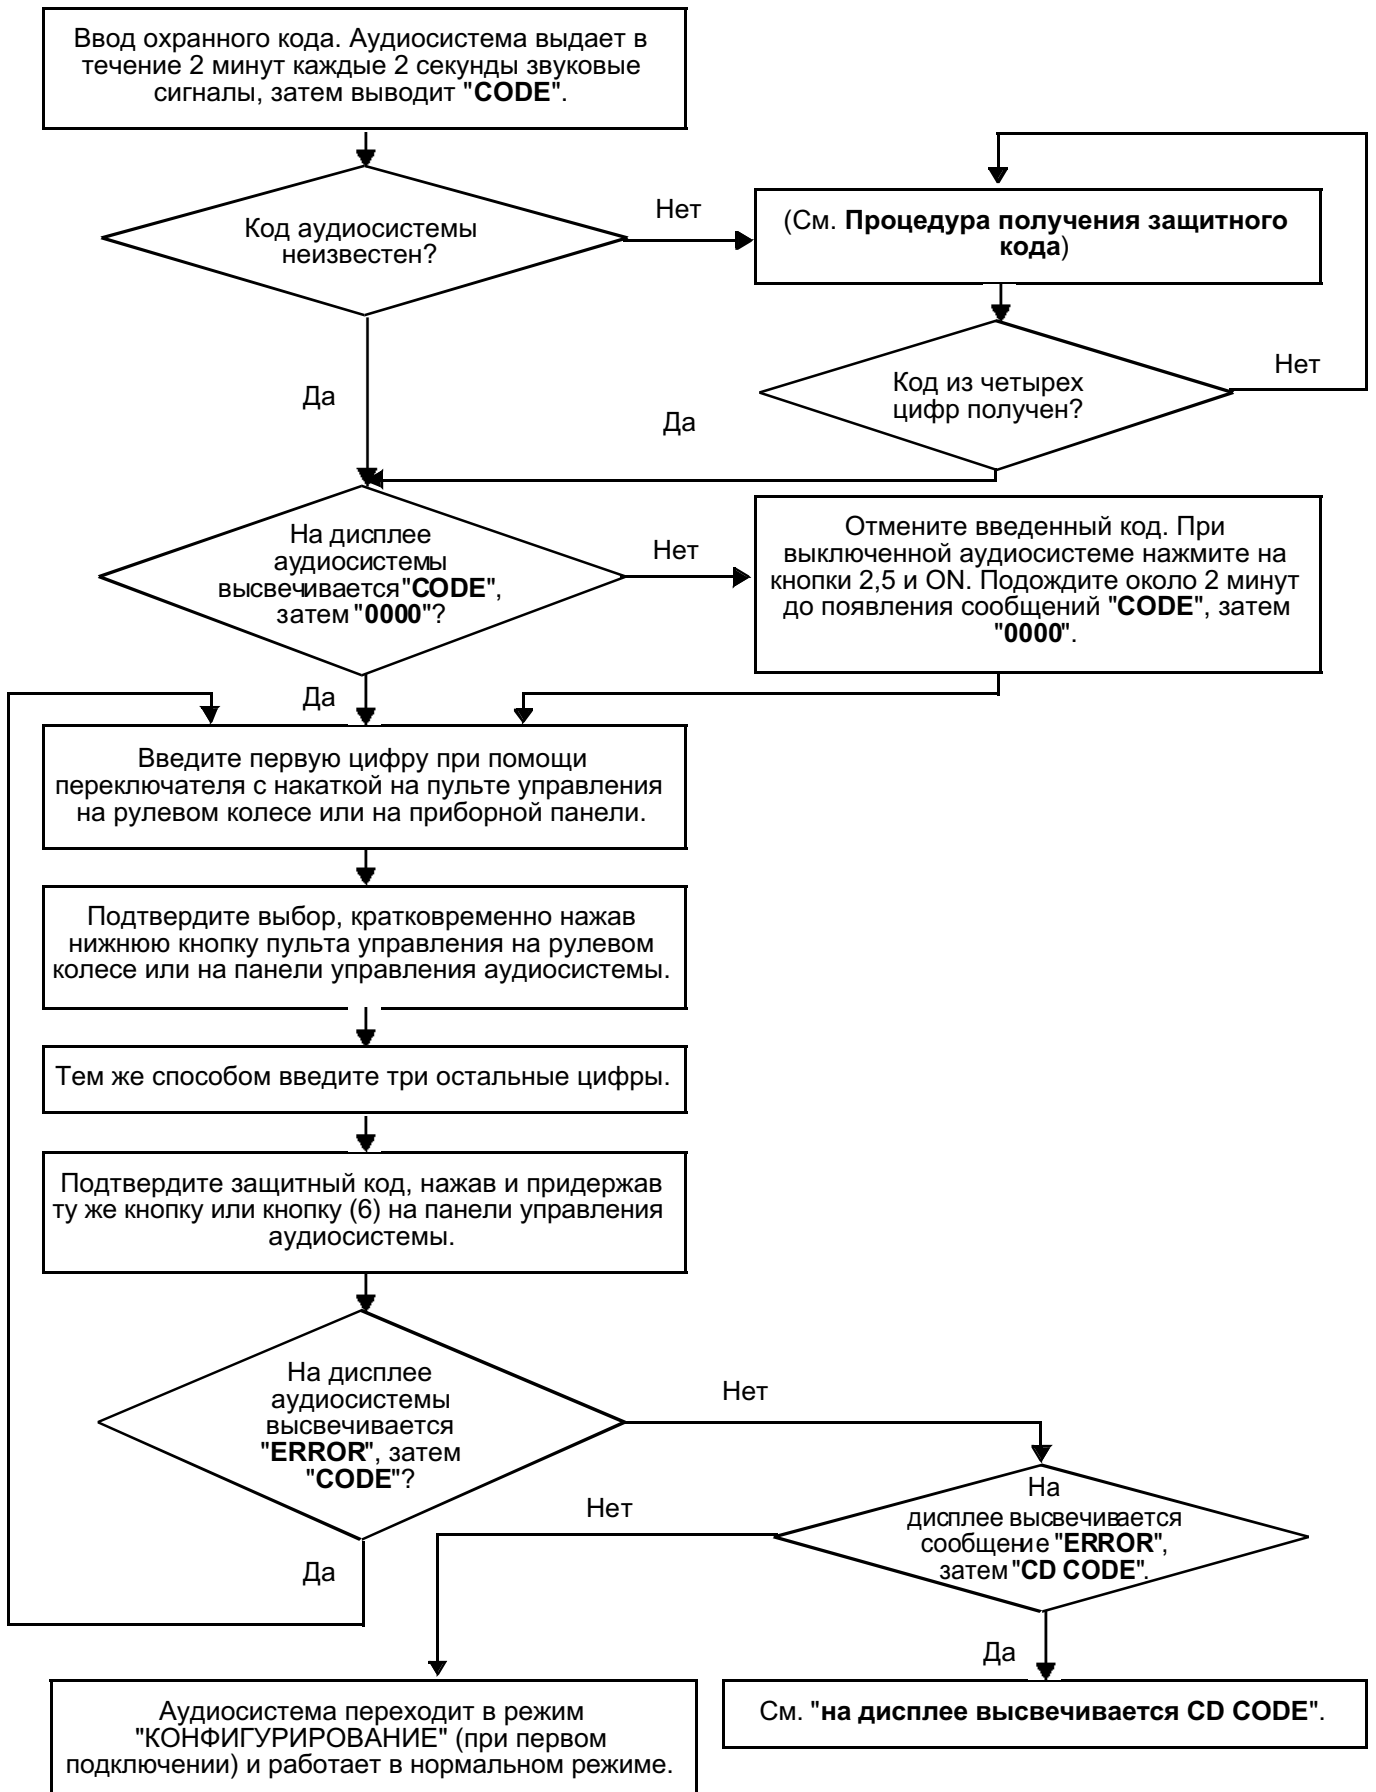 Ввод охранного кода. Аудиосистема выдает в
течение 2 минут каждые 2 секунды звуковые
сигналы, затем выводит "CODE".
Код аудиосистемы
неизвестен?
Нет
(См. Процедура получения защитного
кода)
Да
Код из четырех
цифр получен?
Нет
Да
На дисплее
аудиосистемы
высвечивается "CODE",
затем "0000"?
Нет
Отмените введенный код. При
выключенной аудиосистеме нажмите на
кнопки 2,5 и ON. Подождите около 2 минут
до появления сообщений "CODE", затем
"0000".
Да
Введите первую цифру при помощи
переключателя с накаткой на пульте управления
на рулевом колесе или на приборной панели.
Подтвердите выбор, кратковременно нажав
нижнюю кнопку пульта управления на рулевом
колесе или на панели управления аудиосистемы.
Тем же способом введите три остальные цифры.
Подтвердите защитный код, нажав и придержав
ту же кнопку или кнопку (6) на панели управления
аудиосистемы.
На дисплее
аудиосистемы
высвечивается
"ERROR", затем
"CODE"?
Нет
Да
На
дисплее высвечивается
сообщение "ERROR",
затем "CD CODE".
Нет
Да
Аудиосистема переходит в режим
"КОНФИГУРИРОВАНИЕ" (при первом
подключении) и работает в нормальном режиме.
См. "на дисплее высвечивается CD CODE".